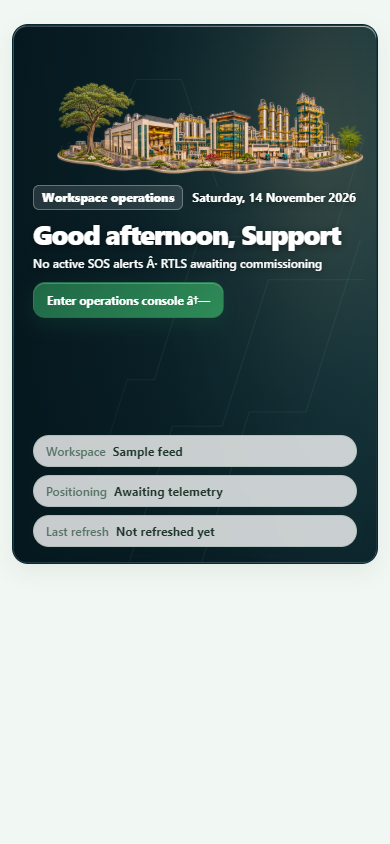 Workspace operations Saturday, 14 November 2026
Good afternoon, Support
No active SOS alerts Â· RTLS awaiting commissioning
Enter operations console â†—
Workspace Sample feed
Positioning Awaiting telemetry
Last refresh Not refreshed yet